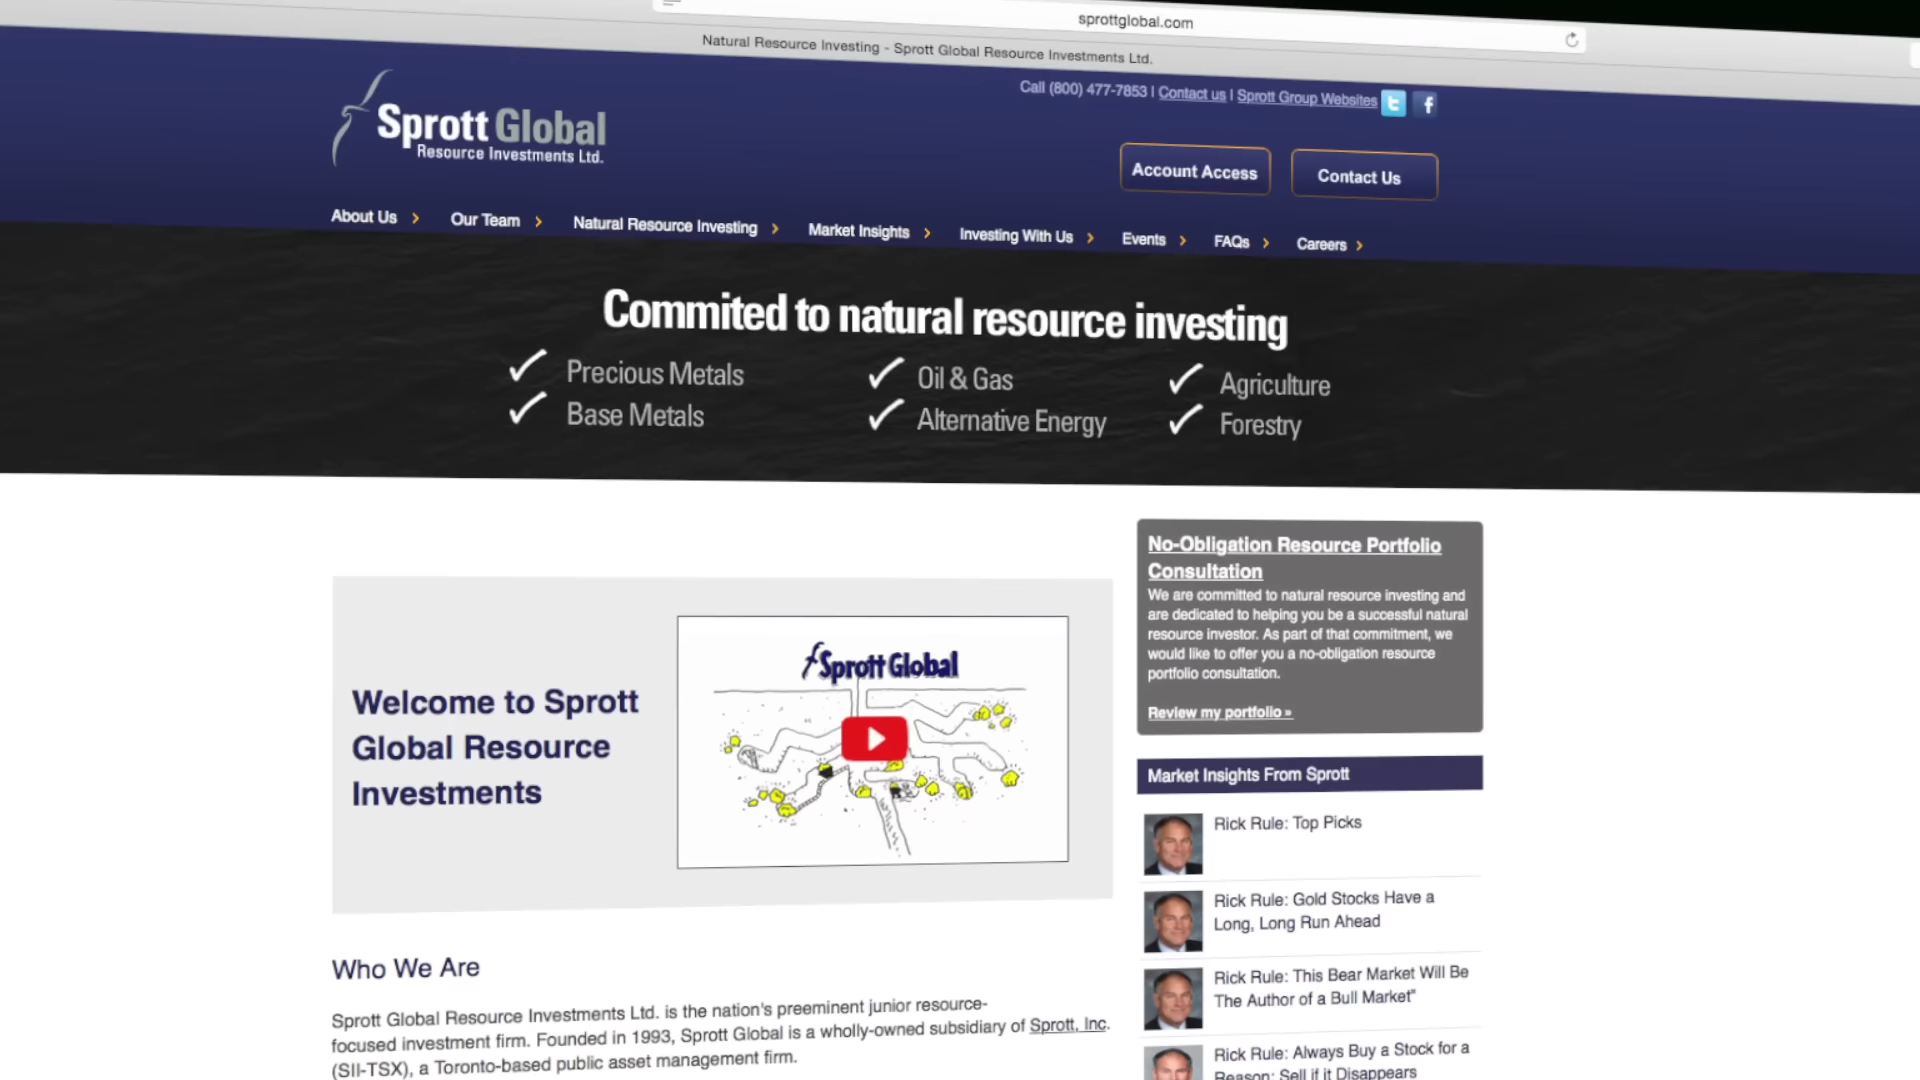 sprottglobal.com
Natural Resource Investing - Sprott Global Resource Investments Ltd.
Call (800) 477-7853 | Contact us | Sprott Group Websites
Sprott Global
Resource Investments Ltd.
Account Access
Contact Us
About Us
Our Team
Natural Resource Investing
Market Insights
Investing With Us
Events
FAQs
Careers
Commited to natural resource investing
Precious Metals
Oil & Gas
Agriculture
Base Metals
Alternative Energy
Forestry
Welcome to Sprott
Global Resource
Investments
Sprott Global
No-Obligation Resource Portfolio
Consultation
We are committed to natural resource investing and
are dedicated to helping you be a successful natural
resource investor. As part of that commitment, we
would like to offer you a no-obligation resource
portfolio consultation.
Review my portfolio »
Market Insights From Sprott
Rick Rule: Top Picks
Rick Rule: Gold Stocks Have a
Long, Long Run Ahead
Rick Rule: This Bear Market Will Be
The Author of a Bull Market"
Rick Rule: Always Buy a Stock for a
Reason; Sell if it Disappears
Who We Are
Sprott Global Resource Investments Ltd. is the nation's preeminent junior resource-
focused investment firm. Founded in 1993, Sprott Global is a wholly-owned subsidiary of Sprott, Inc.
(SII-TSX), a Toronto-based public asset management firm.